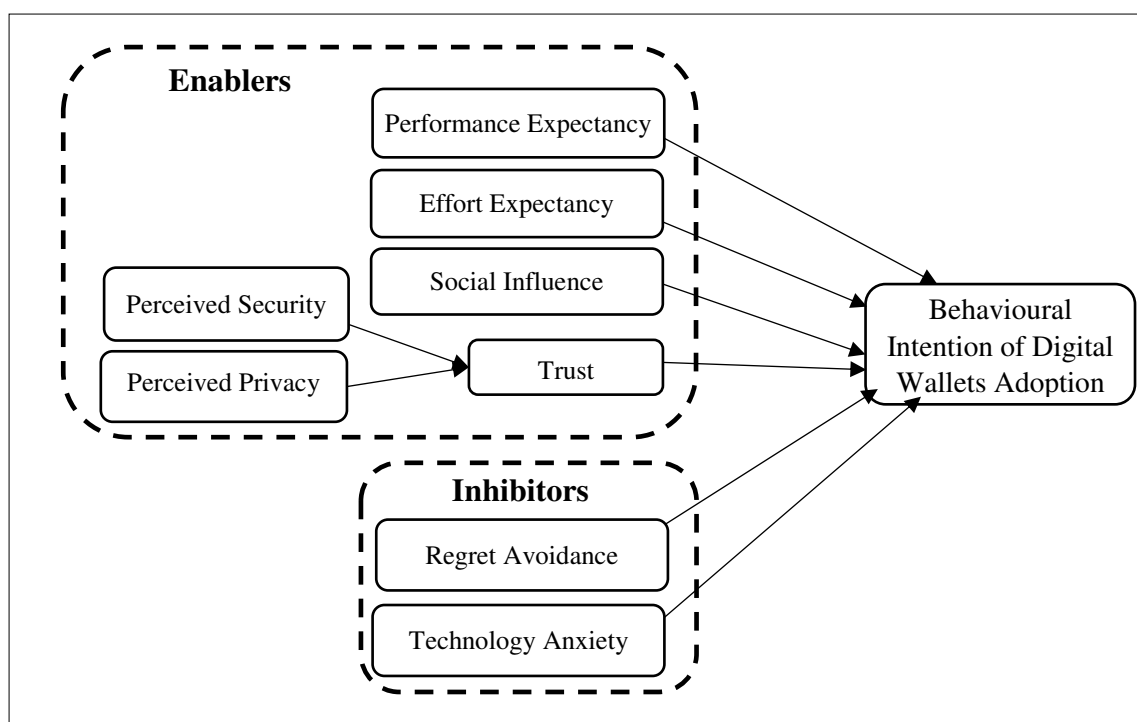 Enablers
Performance Expectancy
Effort Expectancy
Social Influence
Perceived Security
Perceived Privacy
Trust
Behavioural
Intention of Digital
Wallets Adoption
Inhibitors
Regret Avoidance
Technology Anxiety